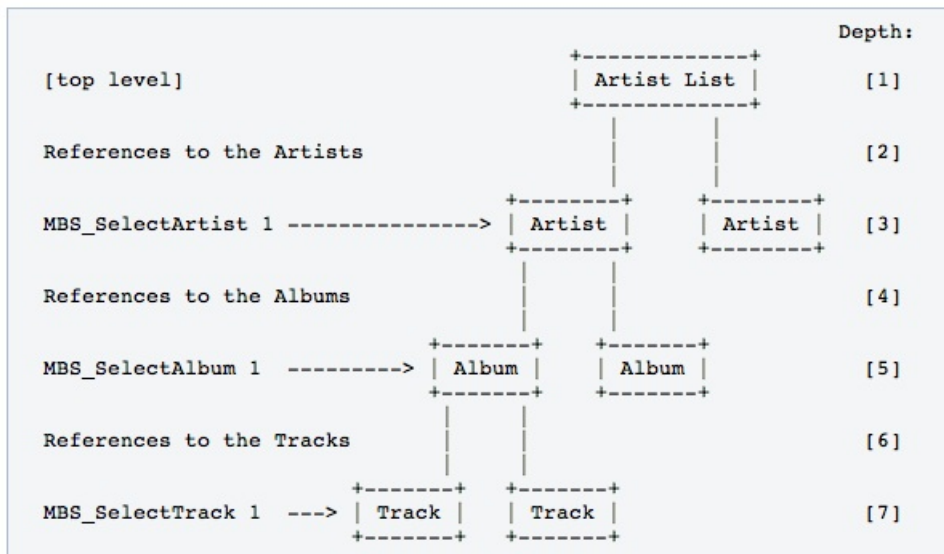 Depth:
[top level] Artist List [1]
References to the Artists [2]
MBS_SelectArtist 1 ---------------> Artist Artist [3]
References to the Albums [4]
MBS_SelectAlbum 1 ---------> Album Album [5]
References to the Tracks [6]
MBS_SelectTrack 1 ---> Track Track [7]